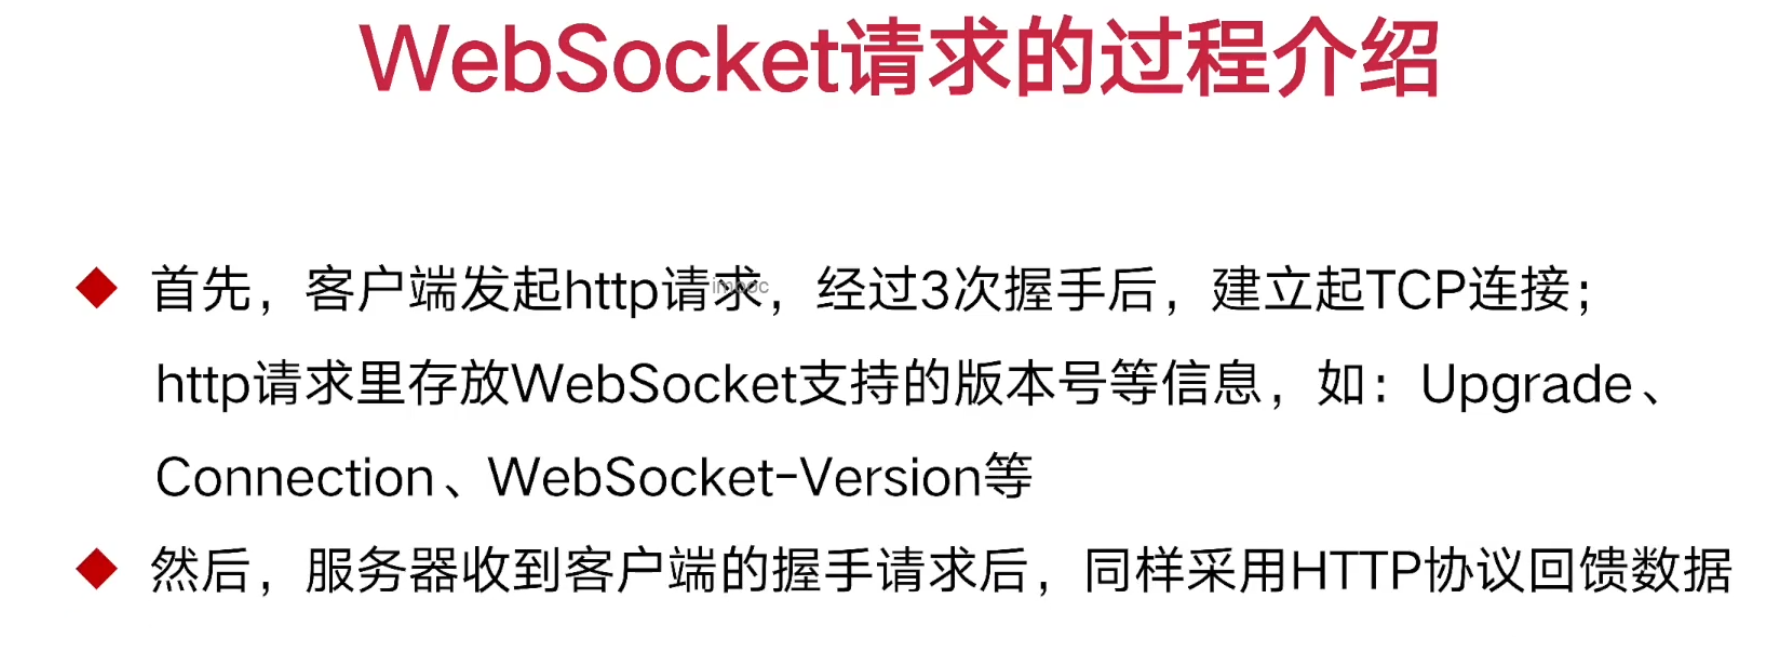 WebSocket请求的过程介绍
首先，客户端发起http请求，经过3次握手后，建立起TCP连接；
http请求里存放WebSocket支持的版本号等信息，如：Upgrade、
Connection、WebSocket-Version等
然后，服务器收到客户端的握手请求后，同样采用HTTP协议回馈数据
imooc